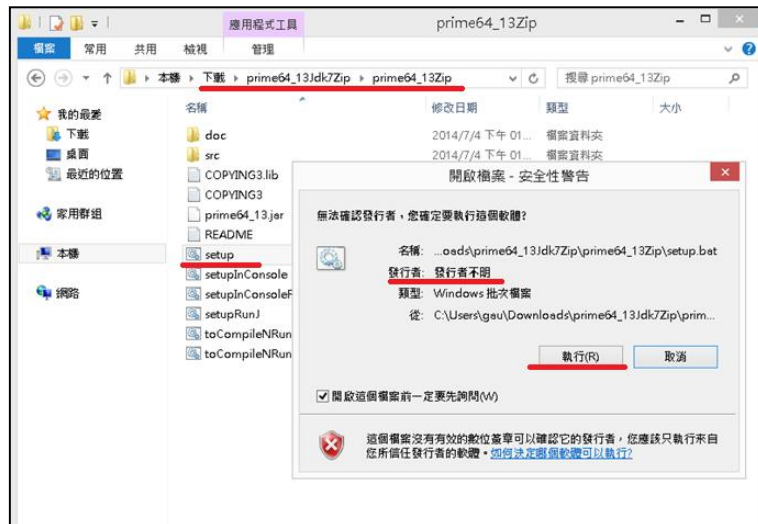 應用程式工具
prime64_13Zip
檔案
常用
共用
檢視
管理
本機 ▸ 下載 ▸ prime64_13Jdk7Zip ▸ prime64_13Zip
搜尋 prime64_13Zip
我的最愛
下載
桌面
最近的位置
家用群組
本機
網路
名稱
修改日期
類型
大小
doc
2014/7/4 下午 01...
檔案資料夾
src
2014/7/4 下午 01...
檔案資料夾
COPYING3.lib
COPYING3
prime64_13.jar
README
setup
setupInConsole
setupInConsoleF
setupRunJ
toCompileNRun
toCompileNRun
開啟檔案 - 安全性警告
無法確認發行者，您確定要執行這個軟體?
名稱: ...oads\prime64_13Jdk7Zip\prime64_13Zip\setup.bat
發行者: 發行者不明
類型: Windows 批次檔案
從: C:\Users\gau\Downloads\prime64_13Jdk7Zip\prim...
執行(R)
取消
開啟這個檔案前一定要先詢問(W)
這個檔案沒有有效的數位簽章可以確認它的發行者，您應該只執行來自
您所信任發行者的軟體。如何決定哪個軟體可以執行?